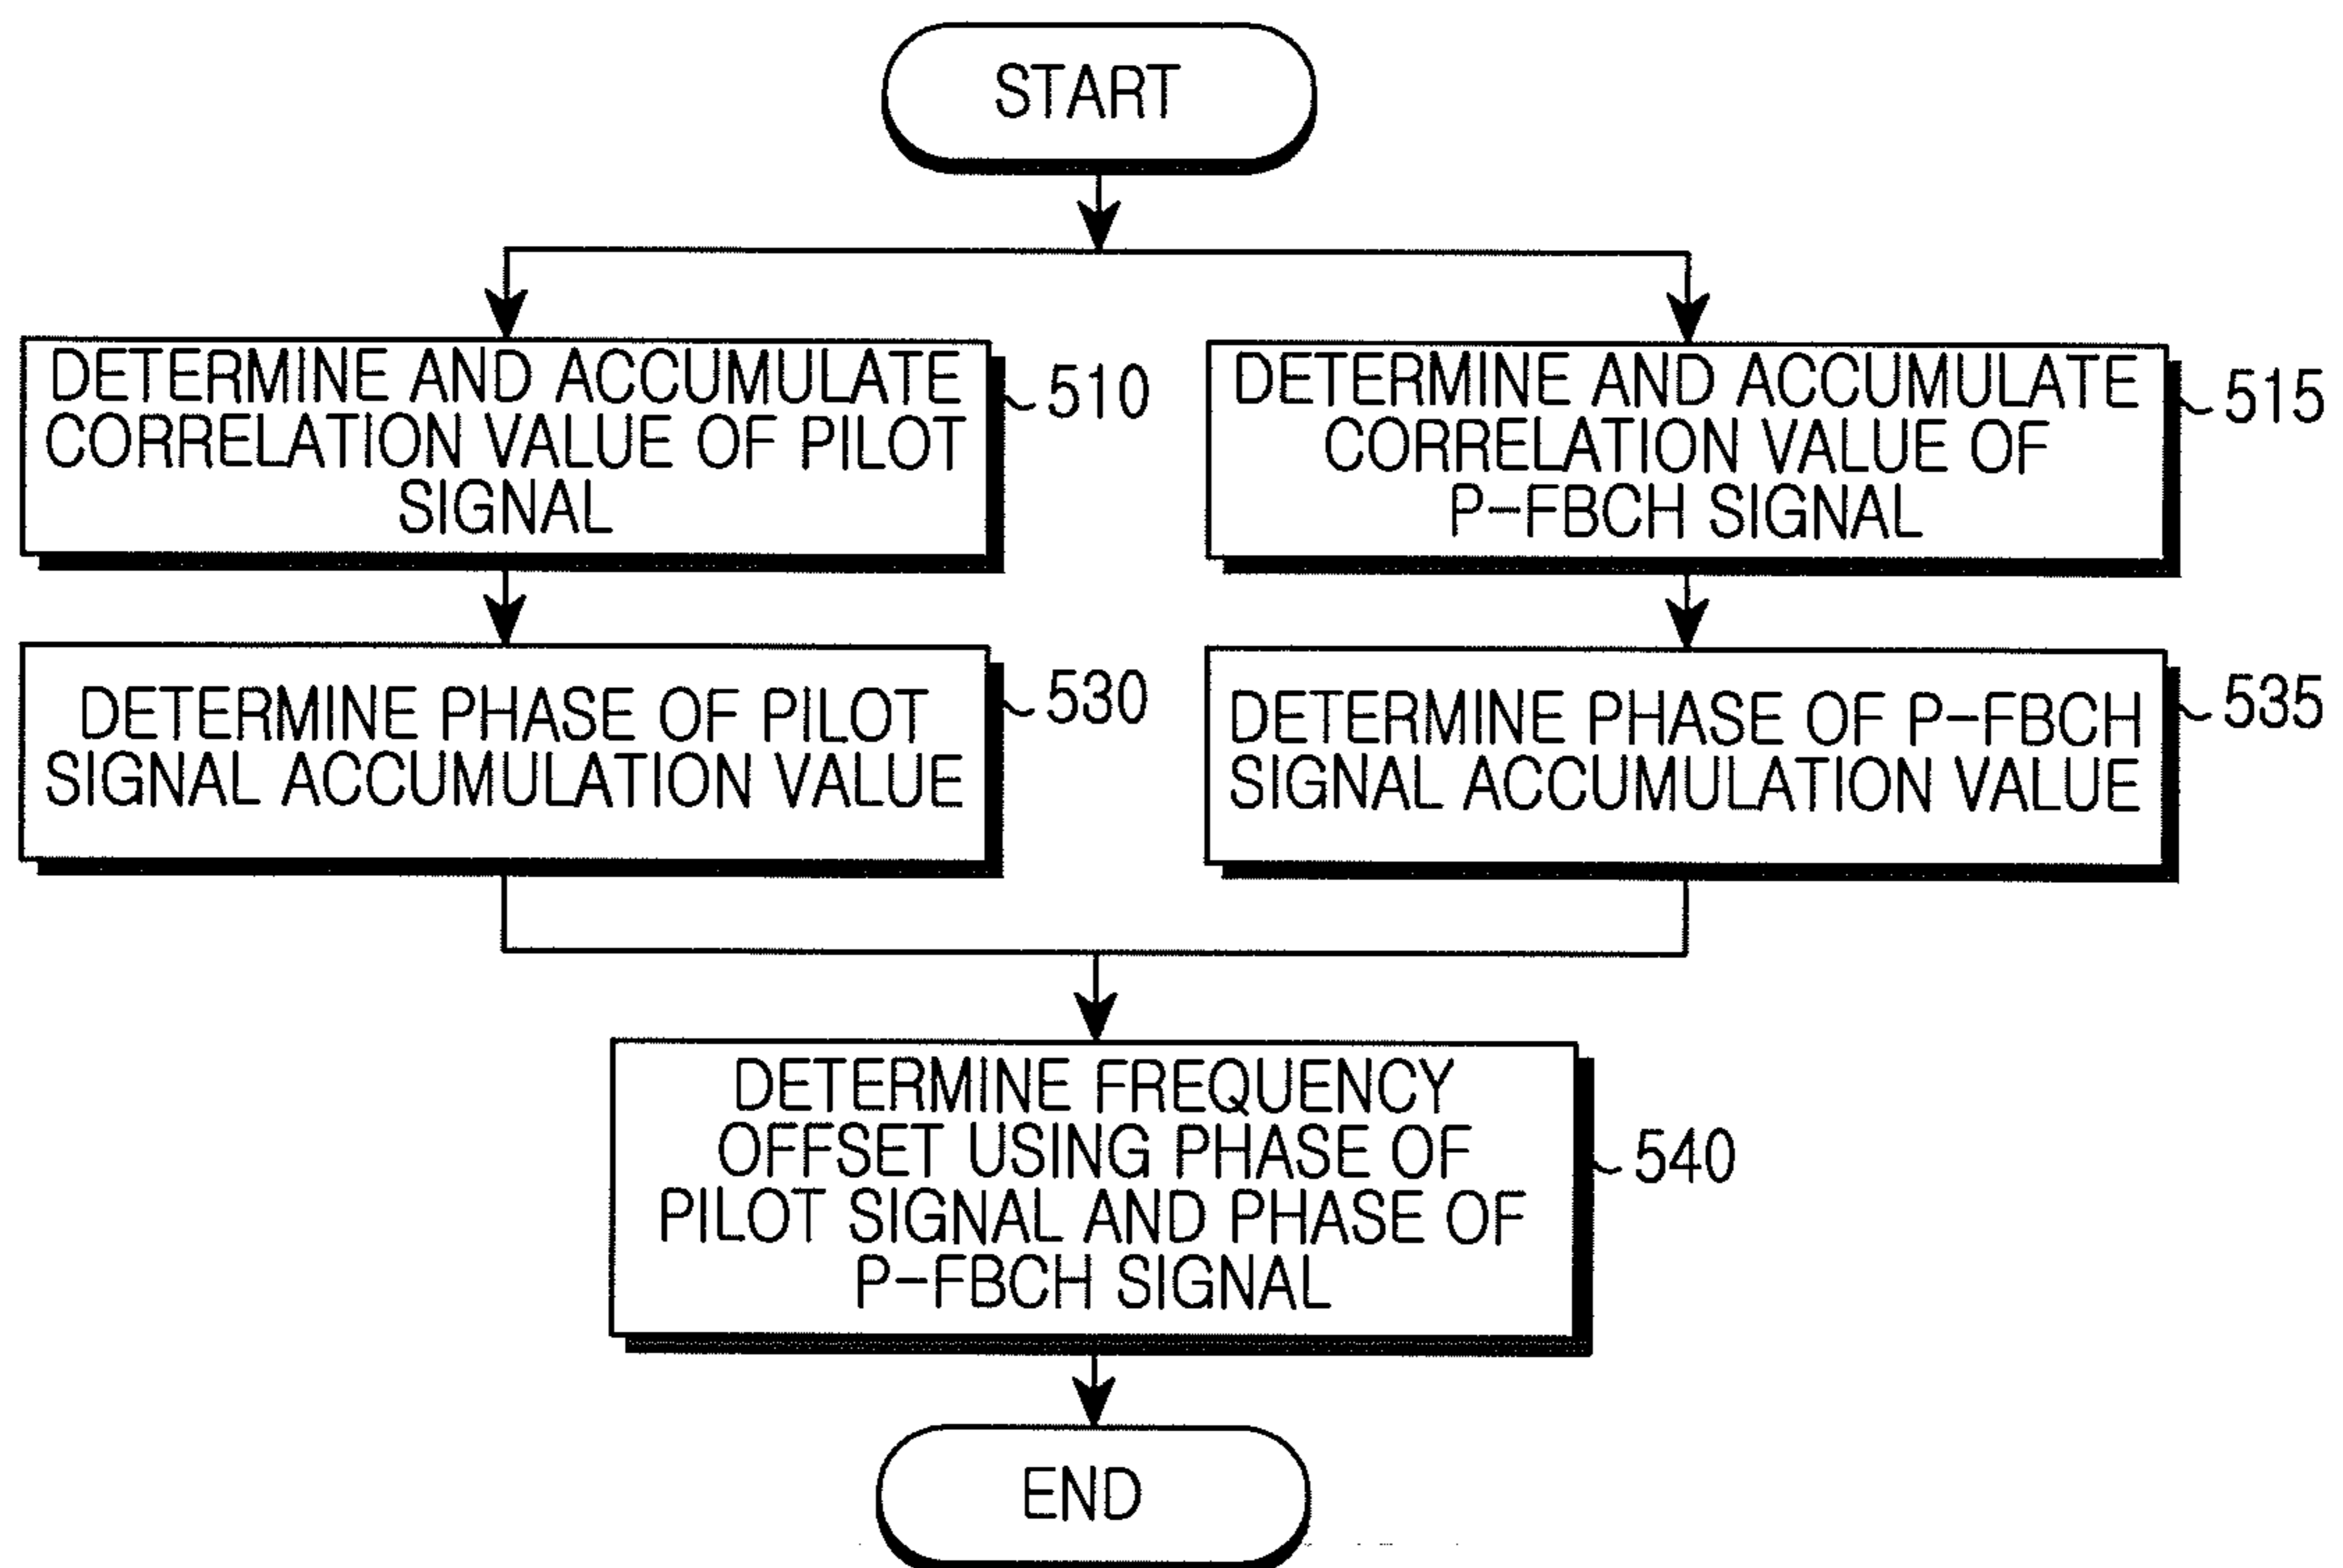 START
DETERMINE AND ACCUMULATE
CORRELATION VALUE OF PILOT
SIGNAL
510
DETERMINE AND ACCUMULATE
CORRELATION VALUE OF
P-FBCH SIGNAL
515
DETERMINE PHASE OF PILOT
SIGNAL ACCUMULATION VALUE
530
DETERMINE PHASE OF P-FBCH
SIGNAL ACCUMULATION VALUE
535
DETERMINE FREQUENCY
OFFSET USING PHASE OF
PILOT SIGNAL AND PHASE OF
P-FBCH SIGNAL
540
END